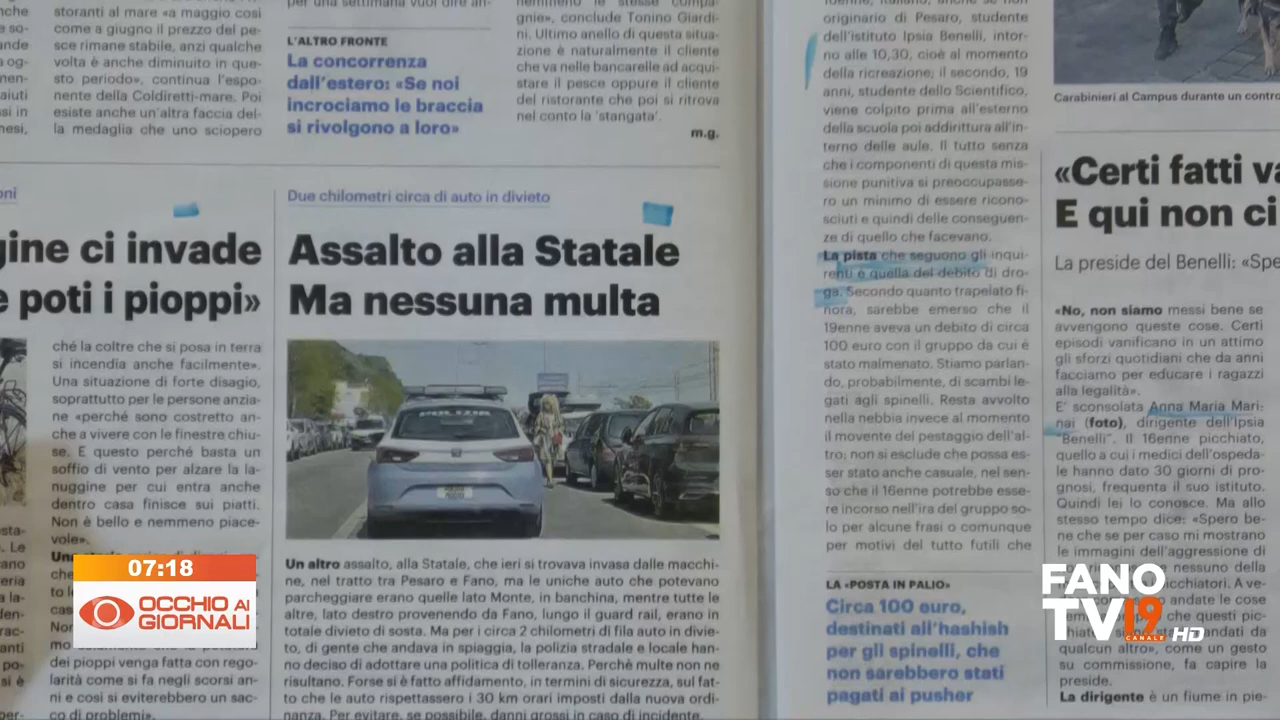 storanti al mare «a maggio così
come a giugno il prezzo del pe-
sce rimane stabile, anzi qualche
volta è anche diminuito in que-
sto periodo», continua l'espo-
nente della Coldiretti-mare. Poi
esiste anche un'altra faccia del-
la medaglia che uno sciopero
per una settimana vuol dire an-
L'ALTRO FRONTE
La concorrenza
dall'estero: «Se noi
incrociamo le braccia
si rivolgono a loro»
nemmeno le stesse compa-
gnie», conclude Tonino Giardi-
ni. Ultimo anello di questa situa-
zione è naturalmente il cliente
che va nelle bancarelle ad acqui-
stare il pesce oppure il cliente
del ristorante che poi si ritrova
nel conto la 'stangata'.
m.g.
oni
gine ci invade
e poti i pioppi»
ché la coltre che si posa in terra
si incendia anche facilmente».
Una situazione di forte disagio,
soprattutto per le persone anzia-
ne «perché sono costretto an-
che a vivere con le finestre chiu-
se. E questo perché basta un
soffio di vento per alzare la la-
nuggine per cui entra anche
dentro casa finisce sui piatti.
Non è bello e nemmeno piace-
vole».
dei pioppi venga fatta con rego-
larità come si fa negli scorsi an-
ni e così si eviterebbero un sac-
co di problemi».
Due chilometri circa di auto in divieto
Assalto alla Statale
Ma nessuna multa
POLIZIA
Un altro assalto, alla Statale, che ieri si trovava invasa dalle macchi-
ne, nel tratto tra Pesaro e Fano, ma le uniche auto che potevano
parcheggiare erano quelle lato Monte, in banchina, mentre tutte le
altre, lato destro provenendo da Fano, lungo il guard rail, erano in
totale divieto di sosta. Ma per i circa 2 chilometri di fila auto in divie-
to, di gente che andava in spiaggia, la polizia stradale e locale han-
no deciso di adottare una politica di tolleranza. Perchè multe non ne
risultano. Forse si è fatto affidamento, in termini di sicurezza, sul fat-
to che le auto rispettassero i 30 km orari imposti dalla nuova ordi-
nanza. Per evitare, se possibile, danni grossi in caso di incidente.
originario di Pesaro, studente
dell'istituto Ipsia Benelli, intor-
no alle 10,30, cioè al momento
della ricreazione; il secondo, 19
anni, studente dello Scientifico,
viene colpito prima all'esterno
della scuola poi addirittura all'in-
terno delle aule. Il tutto senza
che i componenti di questa mis-
sione punitiva si preoccupasse-
ro un minimo di essere ricono-
sciuti e quindi delle conseguen-
ze di quello che facevano.
La pista che seguono gli inqui-
renti è quella del debito di dro-
ga. Secondo quanto trapelato fi-
nora, sarebbe emerso che il
19enne aveva un debito di circa
100 euro con il gruppo da cui è
stato malmenato. Stiamo parlan-
do, probabilmente, di scambi le-
gati agli spinelli. Resta avvolto
nella nebbia invece al momento
il movente del pestaggio dell'al-
tro; non si esclude che possa es-
ser stato anche casuale, nel sen-
so che il 16enne potrebbe esse-
re incorso nell'ira del gruppo so-
lo per alcune frasi o comunque
per motivi del tutto futili che
LA «POSTA IN PALIO»
Circa 100 euro,
destinati all'hashish
per gli spinelli, che
non sarebbero stati
pagati ai pusher
Carabinieri al Campus durante un contro
«Certi fatti va
E qui non ci
La preside del Benelli: «Spe
«No, non siamo messi bene se
avvengono queste cose. Certi
episodi vanificano in un attimo
gli sforzi quotidiani che da anni
facciamo per educare i ragazzi
alla legalità».
E' sconsolata Anna Maria Mari-
nai (foto), dirigente dell'Ipsia
"Benelli". Il 16enne picchiato,
quello a cui i medici dell'ospeda-
le hanno dato 30 giorni di pro-
gnosi, frequenta il suo istituto.
Quindi lei lo conosce. Ma allo
stesso tempo dice: «Spero be-
ne che se per caso mi mostrano
le immagini dell'aggressione di
nessuno della
picchiatori. A ve-
andate le cose
che questi pic-
mandati da
qualcun altro», come un gesto
su commissione, fa capire la
preside.
La dirigente è un fiume in pie-
07:18
OCCHIO AI
GIORNALI
FANO
TV 19
CANALE
HD